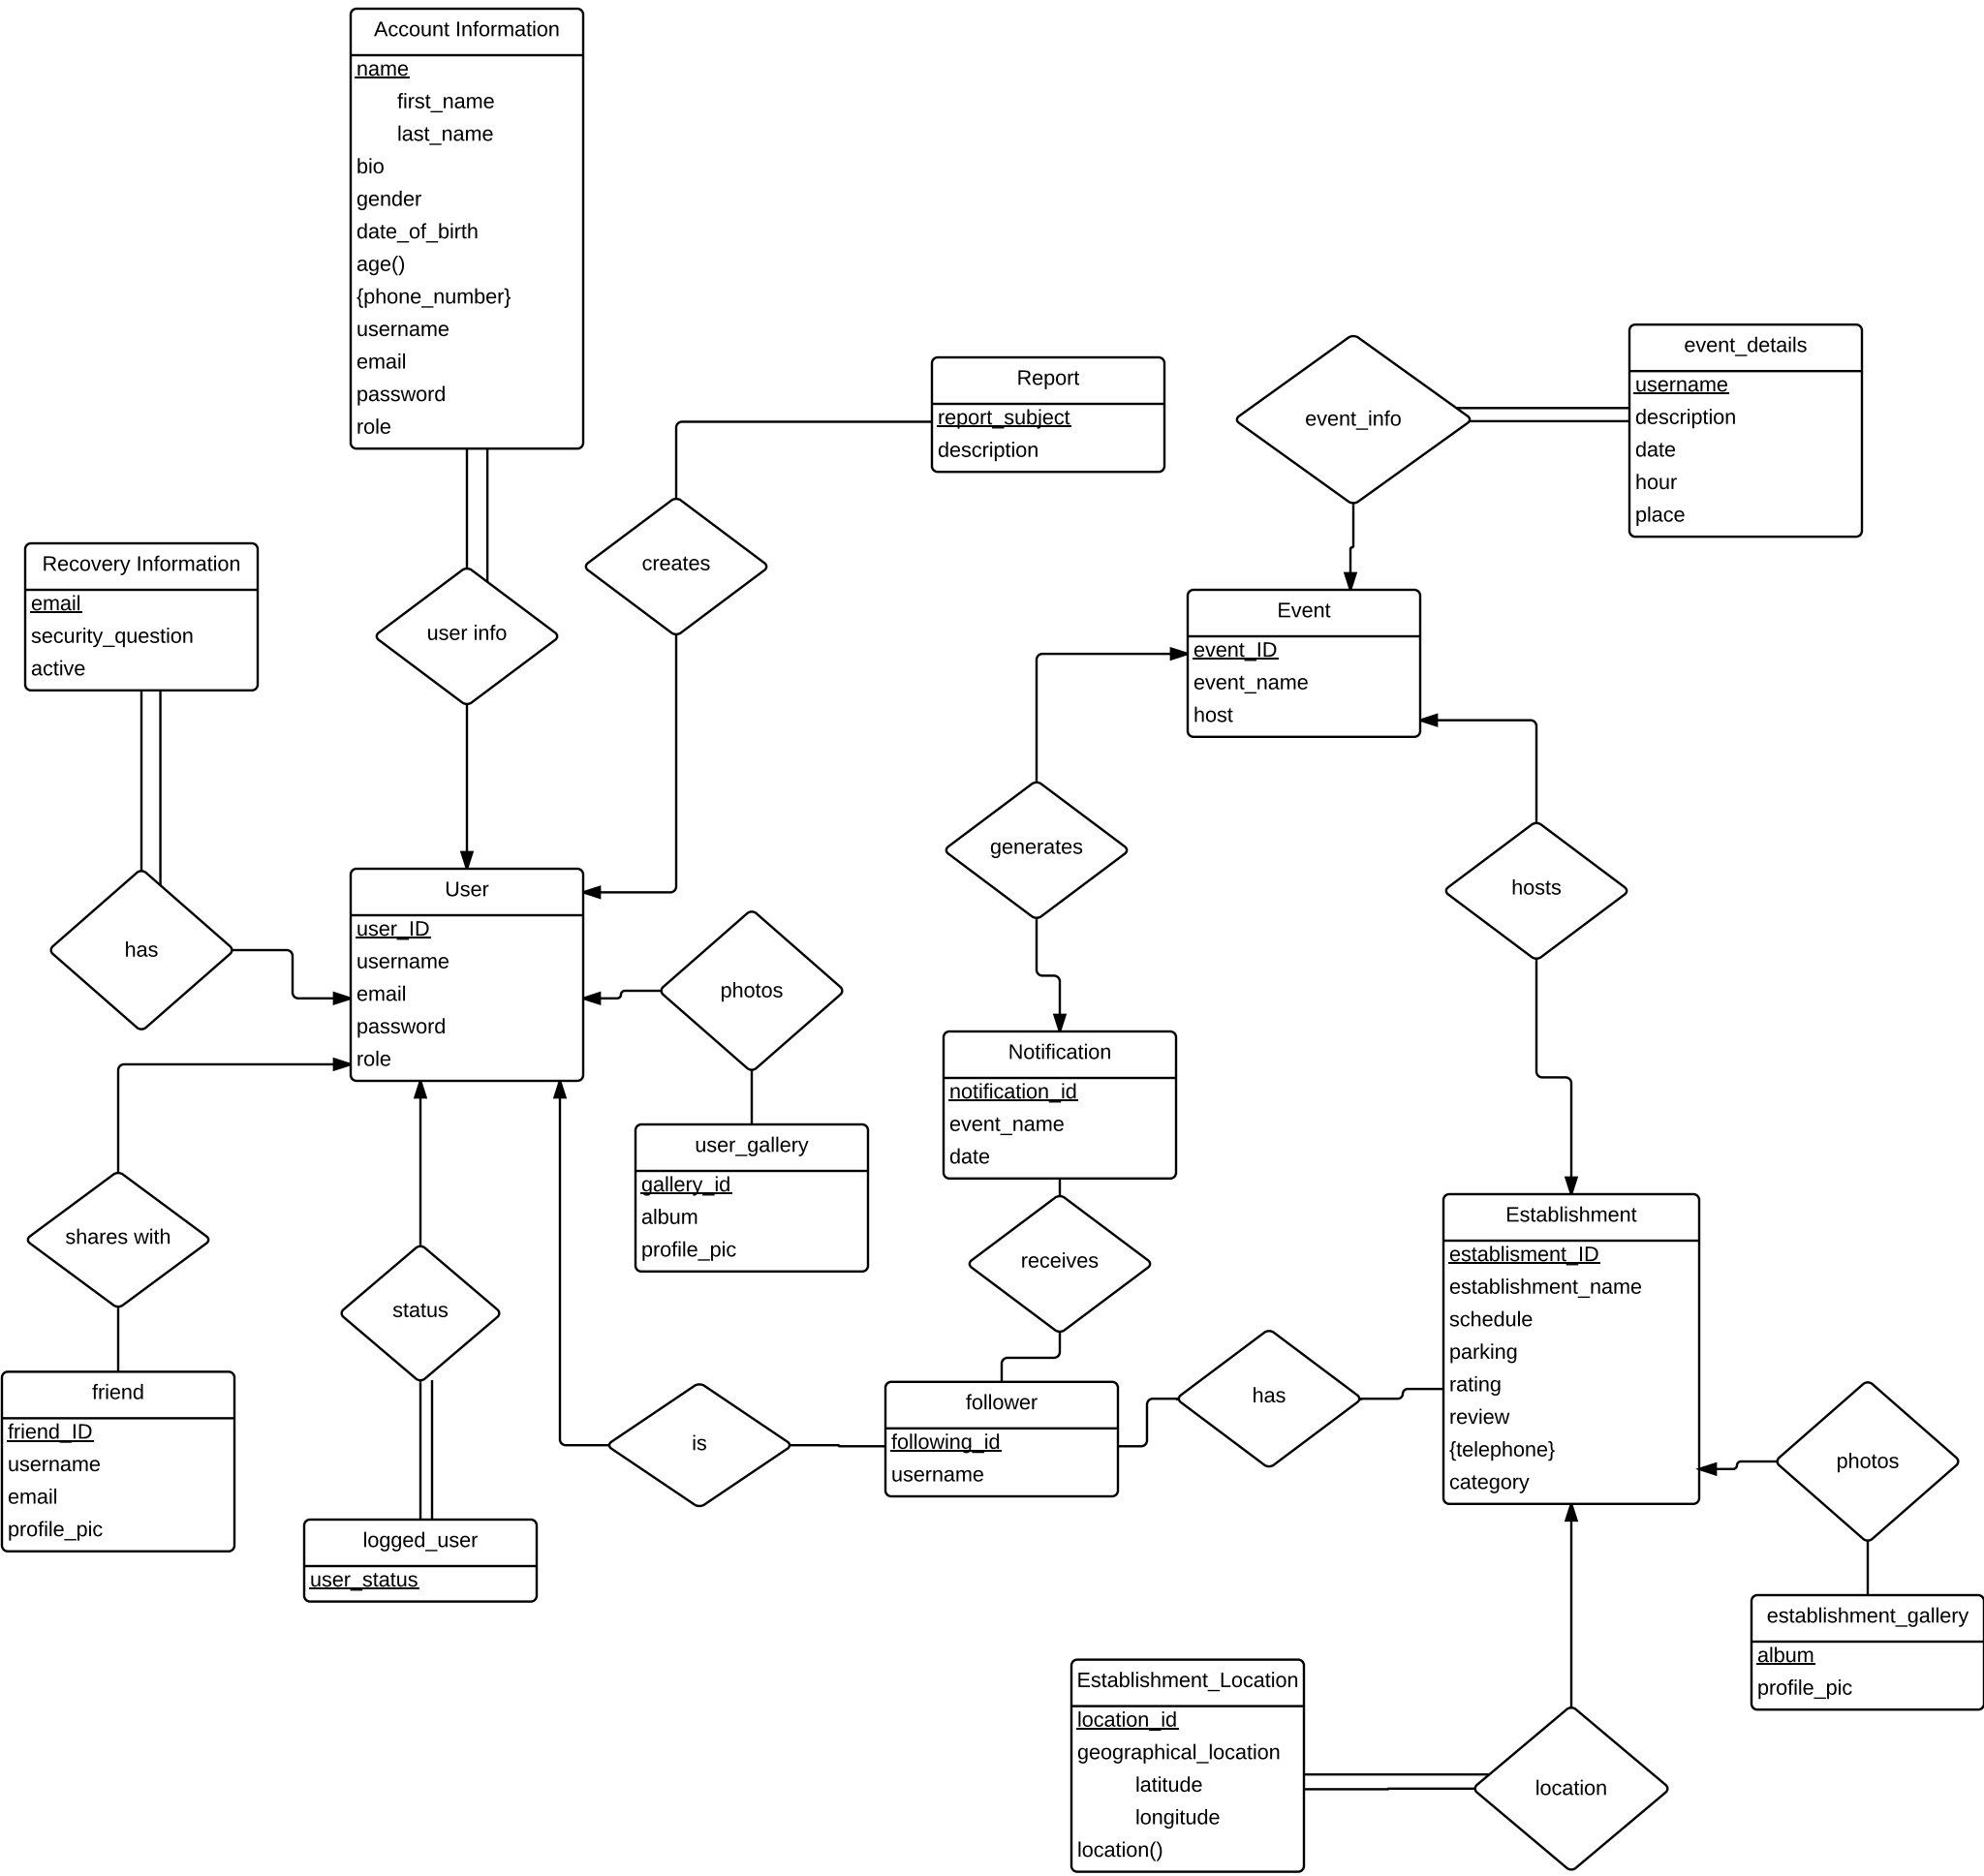 Account Information
name
first_name
last_name
bio
gender
date_of_birth
age()
{phone_number}
username
email
password
role
Report
report_subject
description
event_info
event_details
username
description
date
hour
place
Recovery Information
email
security_question
active
user info
creates
Event
event_ID
event_name
host
generates
hosts
has
User
user_ID
username
email
password
role
photos
user_gallery
gallery_id
album
profile_pic
Notification
notification_id
event_name
date
shares with
status
receives
Establishment
establisment_ID
establishment_name
schedule
parking
rating
review
{telephone}
category
friend
friend_ID
username
email
profile_pic
is
follower
following_id
username
has
photos
logged_user
user_status
establishment_gallery
album
profile_pic
Establishment_Location
location_id
geographical_location
latitude
longitude
location()
location